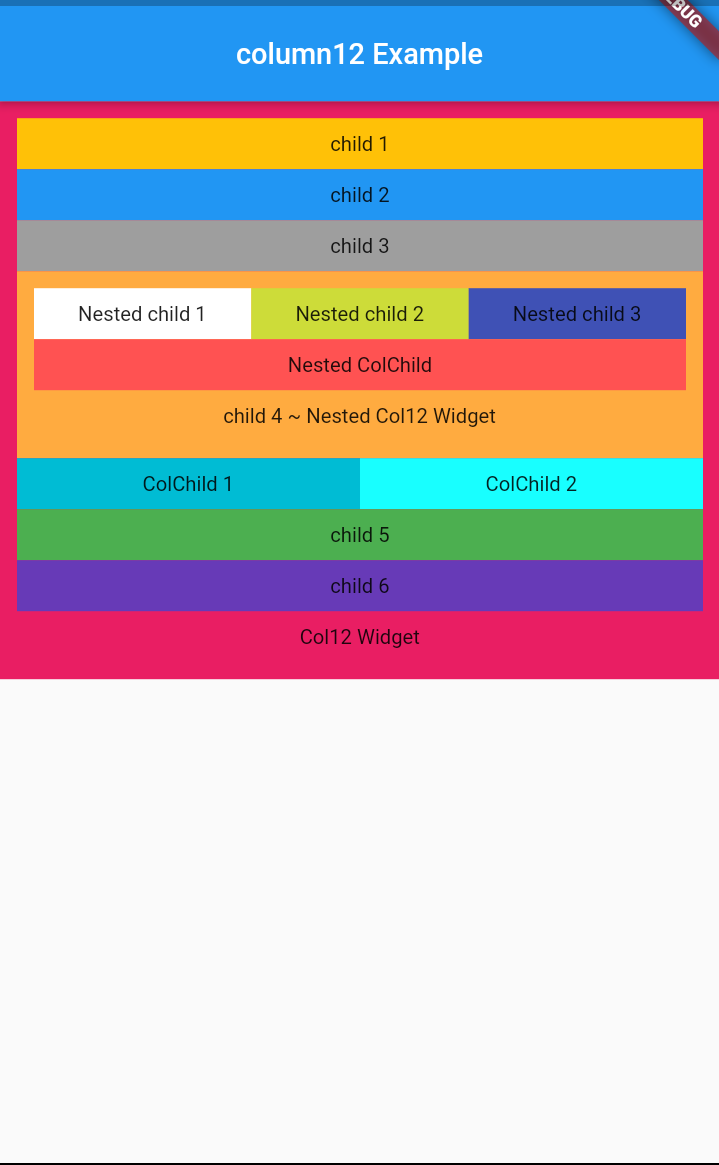 column12 Example
child 1
child 2
child 3
Nested child 1 Nested child 2 Nested child 3
Nested ColChild
child 4 ~ Nested Col12 Widget
ColChild 1 ColChild 2
child 5
child 6
Col12 Widget